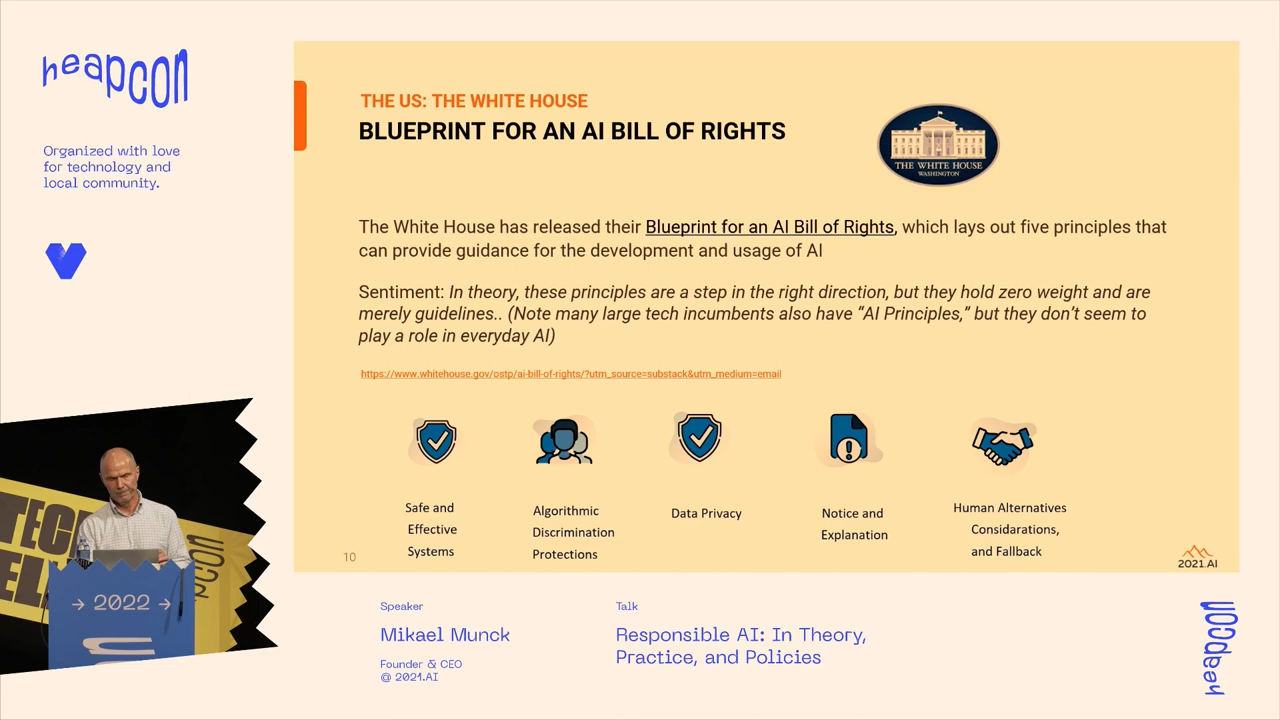 heapcon
Organized with love
for technology and
local community.
THE US: THE WHITE HOUSE
BLUEPRINT FOR AN AI BILL OF RIGHTS
THE WHITE HOUSE
WASHINGTON
The White House has released their Blueprint for an AI Bill of Rights, which lays out five principles that
can provide guidance for the development and usage of AI
Sentiment: In theory, these principles are a step in the right direction, but they hold zero weight and are
merely guidelines.. (Note many large tech incumbents also have “AI Principles,” but they don’t seem to
play a role in everyday AI)
https://www.whitehouse.gov/ostp/ai-bill-of-rights/?utm_source=substack&utm_medium=email
Safe and
Effective
Systems
Algorithmic
Discrimination
Protections
Data Privacy
Notice and
Explanation
Human Alternatives
Considarations,
and Fallback
10
2021.AI
→ 2022 →
Speaker
Mikael Munck
Founder & CEO
@ 2021.AI
Talk
Responsible AI: In Theory,
Practice, and Policies
heapcon